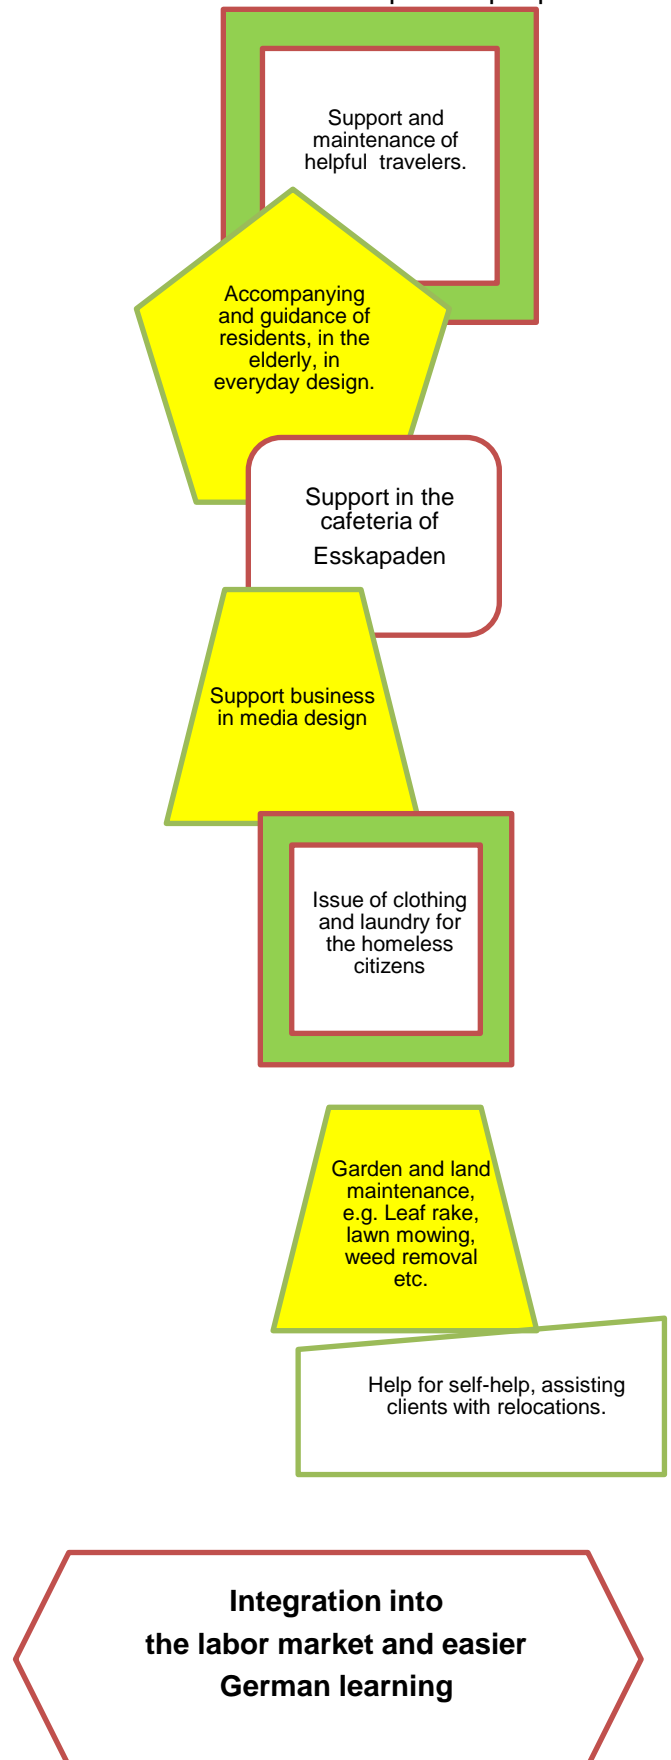 Support and
maintenance of
helpful travelers.
Accompanying
and guidance of
residents, in the
elderly, in
everyday design.
Support in the
cafeteria of
Esskapaden
Support business
in media design
Issue of clothing
and laundry for
the homeless
citizens
Garden and land
maintenance,
e.g. Leaf rake,
lawn mowing,
weed removal
etc.
Help for self-help, assisting
clients with relocations.
Integration into
the labor market and easier
German learning